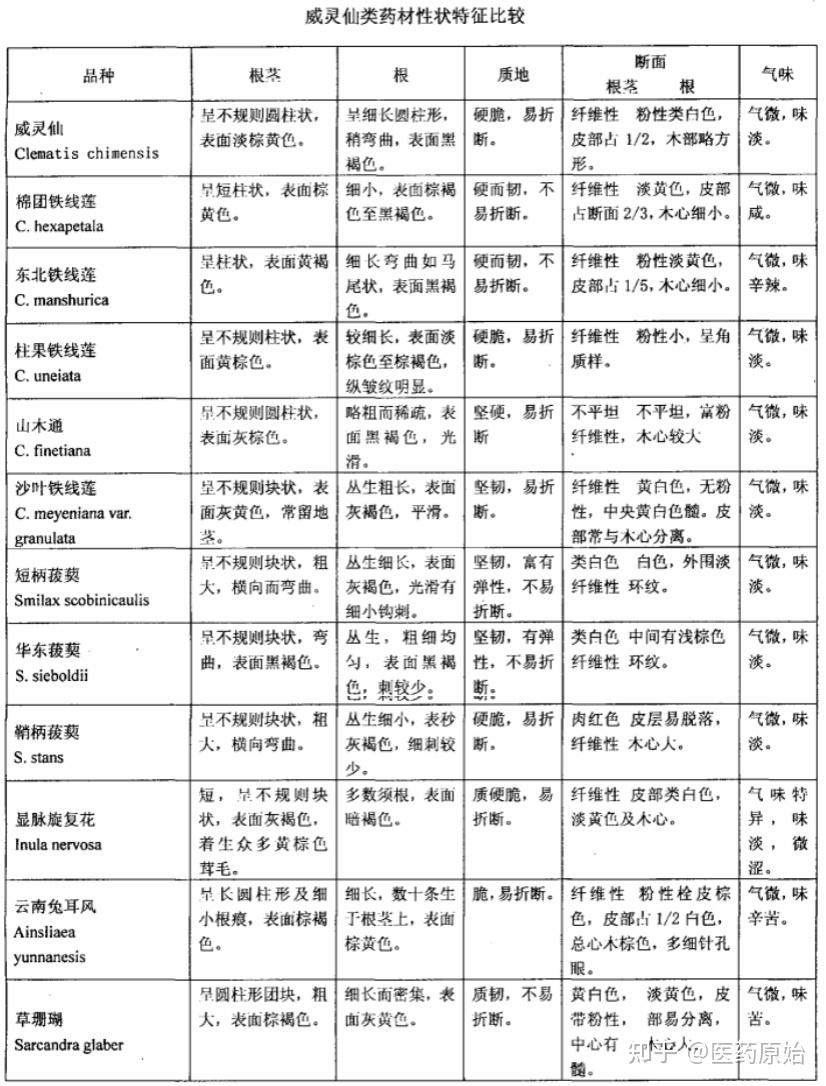 威灵仙类药材性状特征比较
品种 根茎 根 质地 断面 根茎 根 气味
威灵仙
Clematis chimensis
呈不规则圆柱状，
表面淡棕黄色。
呈细长圆柱形，
稍弯曲，表面黑
褐色。
硬脆，易折
断。
纤维性 粉性类白色，
皮部占 1/2，木部略方
形。
气微，味
淡。
棉团铁线莲
C. hexapetala
呈短柱状，表面棕
黄色。
细小，表面棕褐
色至黑褐色。
硬而韧，不
易折断。
纤维性 淡黄色，皮部
占断面 2/3，木心细小。
气微，味
咸。
东北铁线莲
C. manshurica
呈柱状，表面黄褐
色。
细长弯曲如马
尾状，表面黑褐
色。
硬而韧，不
易折断。
纤维性 粉性淡黄色，
皮部占 1/5，木心细小。
气微，味
辛辣。
柱果铁线莲
C. uneiata
呈不规则柱状，表
面黄棕色。
较细长，表面淡
棕色至棕褐色，
纵皱纹明显。
硬脆，易折
断。
纤维性 粉性小，呈角
质样。
气微，味
淡。
山木通
C. finetiana
呈不规则圆柱状，
表面灰棕色。
略粗而稀疏，表
面黑褐色，光
滑。
坚硬，易折
断
不平坦 不平坦，富粉
纤维性，木心较大
气微，味
淡。
沙叶铁线莲
C. meyeniana var.
granulata
呈不规则块状，表
面灰黄色，常留地
茎。
丛生粗长，表面
灰褐色，平滑。
坚韧，易折
断。
纤维性 黄白色，无粉
性，中央黄白色髓。皮
部常与木心分离。
气微，味
淡。
短柄菝葜
Smilax scobinicaulis
呈不规则块状，粗
大，横向而弯曲。
丛生细长，表面
灰褐色，光滑有
细小钩刺。
坚韧，富有
弹性，不易
折断。
类白色 白色，外围淡
纤维性 环纹。
气微，味
淡。
华东菝葜
S. sieboldii
呈不规则块状，弯
曲，表面黑褐色。
丛生，粗细均
匀，表面黑褐
色，刺较少。
坚韧，有弹
性，不易折
断。
类白色 中间有浅棕色
纤维性 环纹。
气微，味
淡。
鞘柄菝葜
S. stans
呈不规则块状，粗
大，横向弯曲。
丛生细小，表秒
灰褐色，细刺较
少。
硬脆，易折
断。
肉红色 皮层易脱落，
纤维性 木心大。
气微，味
淡。
显脉旋复花
Inula nervosa
短，呈不规则块
状，表面灰褐色，
着生众多黄棕色
茸毛。
多数须根，表面
暗褐色。
质硬脆，易
折断。
纤维性 皮部类白色，
淡黄色及木心。
气味特
异，味
淡，微
涩。
云南兔耳风
Ainsliaea
yunnanesis
呈长圆柱形及细
小根痕，表面棕褐
色。
细长，数十条生
于根茎上，表面
棕黄色。
脆，易折断。
纤维性 粉性栓皮棕
色，皮部占 1/2 白色，
总心木棕色，多细针孔
眼。
气微，味
辛苦。
草珊瑚
Sarcandra glaber
呈圆柱形团块，粗
大，表面棕褐色。
细长而密集，表
面灰黄色。
质韧，不易
折断。
黄白色， 淡黄色，皮
带粉性， 部易分离，
中心有 木心大。
髓。
气微，味
苦。
知乎 @医药原始